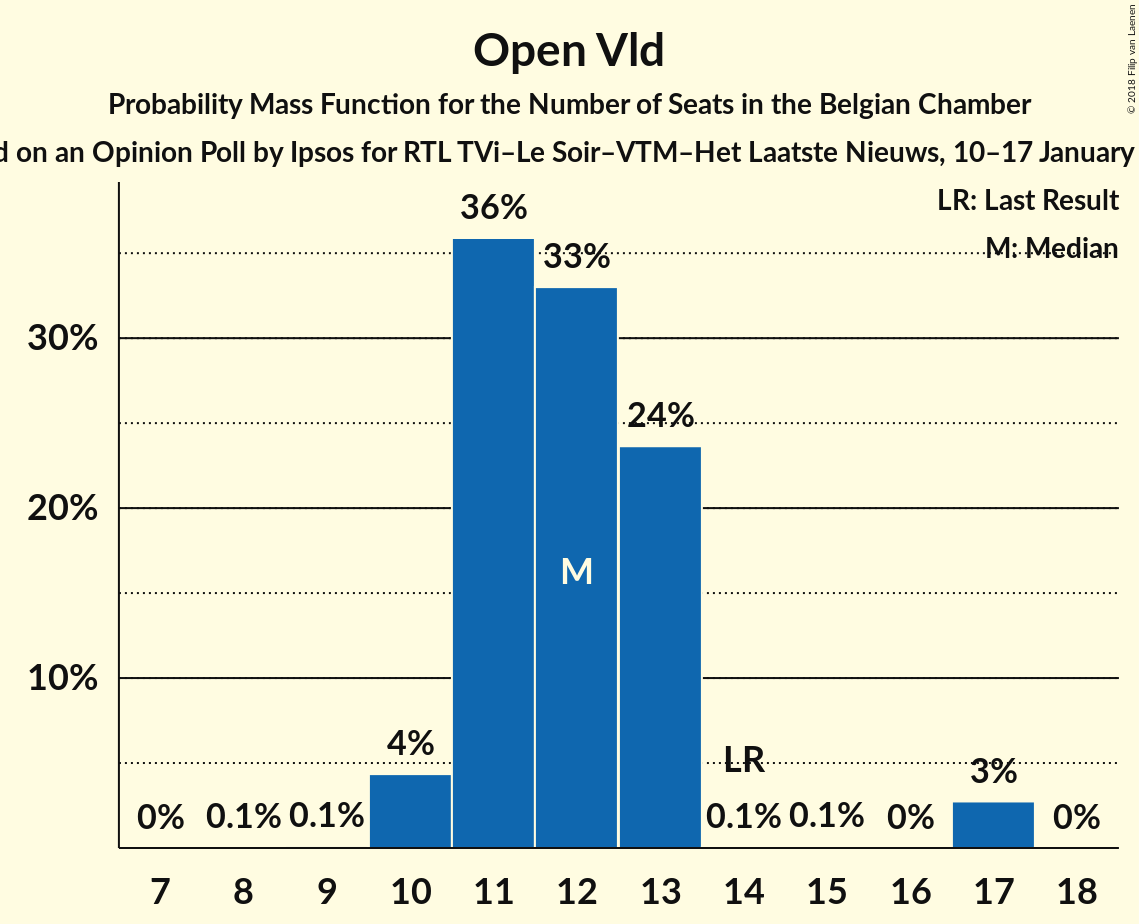 Open Vld
Probability Mass Function for the Number of Seats in the Belgian Chamber
on an Opinion Poll by Ipsos for RTL TVi–Le Soir–VTM–Het Laatste Nieuws, 10–17 January
© 2018 Filip van Laenen
LR: Last Result
M: Median
36%
33%
30%
24%
20%
M
10%
4%
LR
3%
0% 0.1% 0.1% 0.1% 0.1% 0% 0%
7 8 9 10 11 12 13 14 15 16 17 18